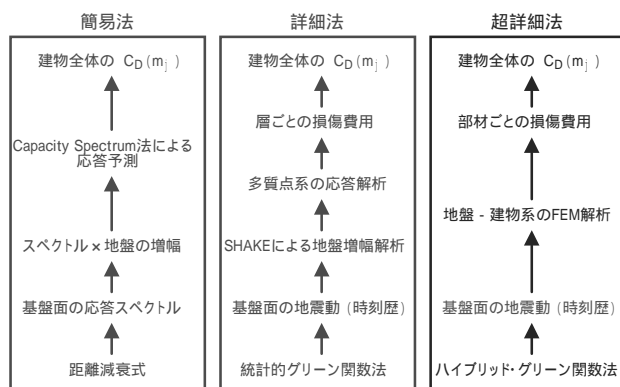 簡易法
建物全体の C_D(m_j)
Capacity Spectrum法による
応答予測
スペクトル×地盤の増幅
基盤面の応答スペクトル
距離減衰式
詳細法
建物全体の C_D(m_j)
層ごとの損傷費用
多質点系の応答解析
SHAKEによる地盤増幅解析
基盤面の地震動 (時刻歴)
統計的グリーン関数法
超詳細法
建物全体の C_D(m_j)
部材ごとの損傷費用
地盤 - 建物系のFEM解析
基盤面の地震動 (時刻歴)
ハイブリッド・グリーン関数法